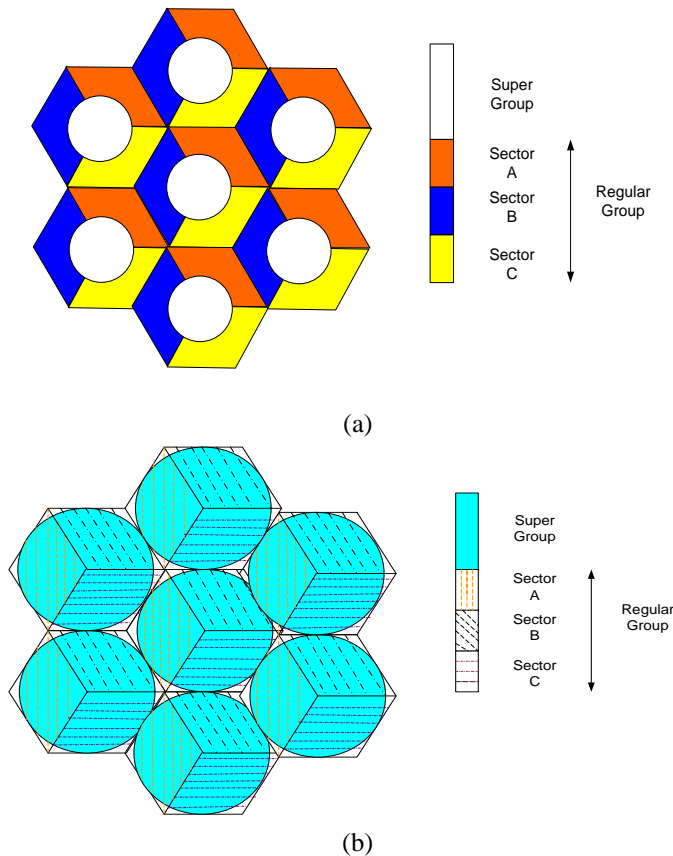 Super
Group
Sector
A
Sector
B
Sector
C
Regular
Group
(a)
Super
Group
Sector
A
Sector
B
Sector
C
Regular
Group
(b)